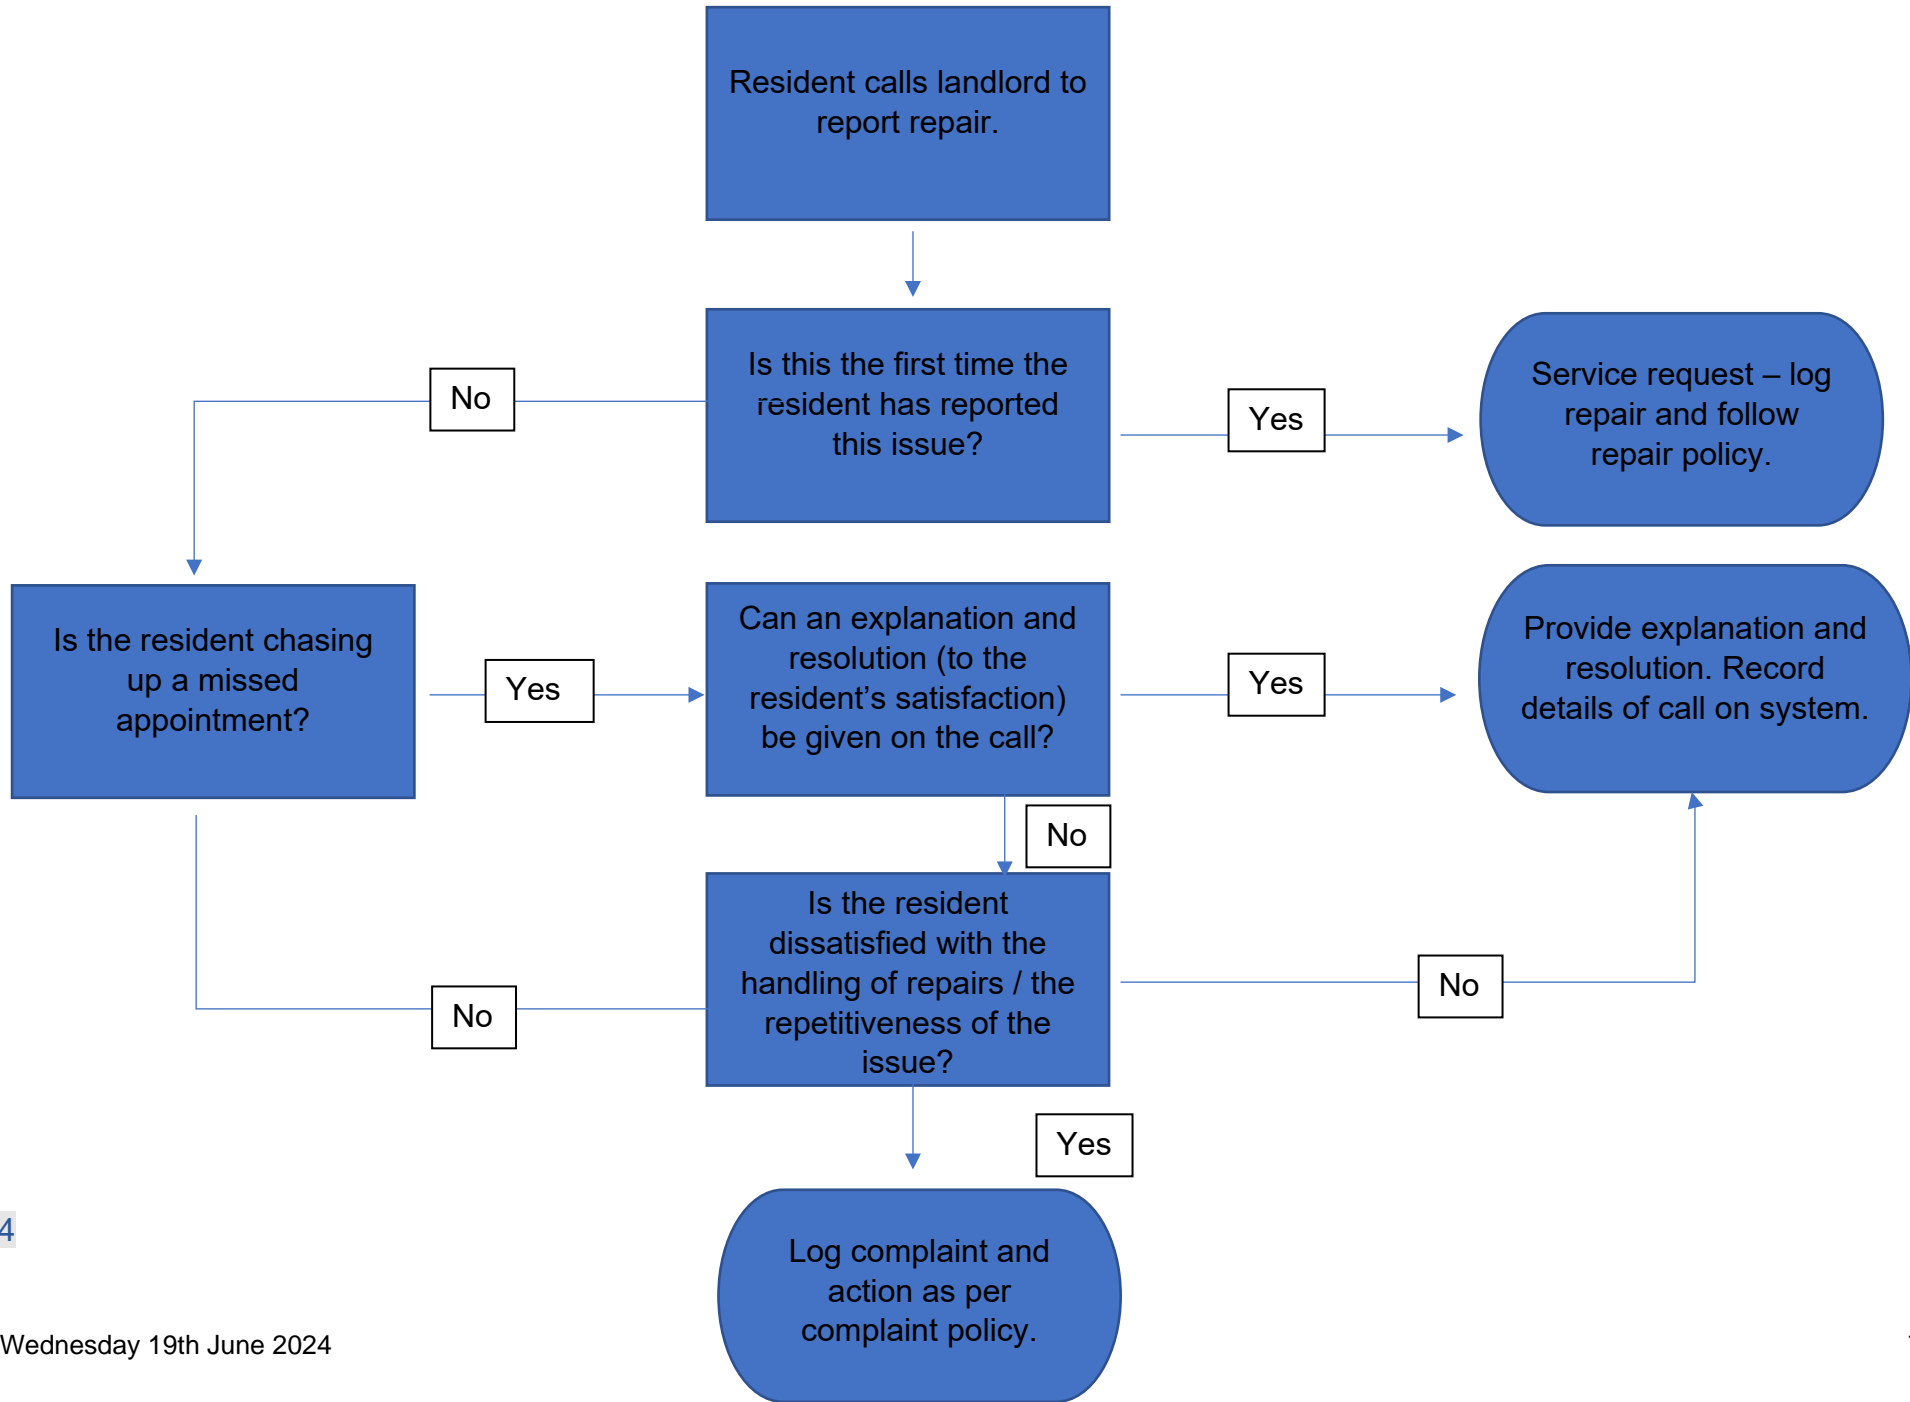 Resident calls landlord to
report repair.
Is this the first time the
resident has reported
this issue?
No
Yes
Service request – log
repair and follow
repair policy.
Is the resident chasing
up a missed
appointment?
Yes
Can an explanation and
resolution (to the
resident’s satisfaction)
be given on the call?
Yes
Provide explanation and
resolution. Record
details of call on system.
No
Is the resident
dissatisfied with the
handling of repairs / the
repetitiveness of the
issue?
No
No
Yes
Log complaint and
action as per
complaint policy.
4
Wednesday 19th June 2024